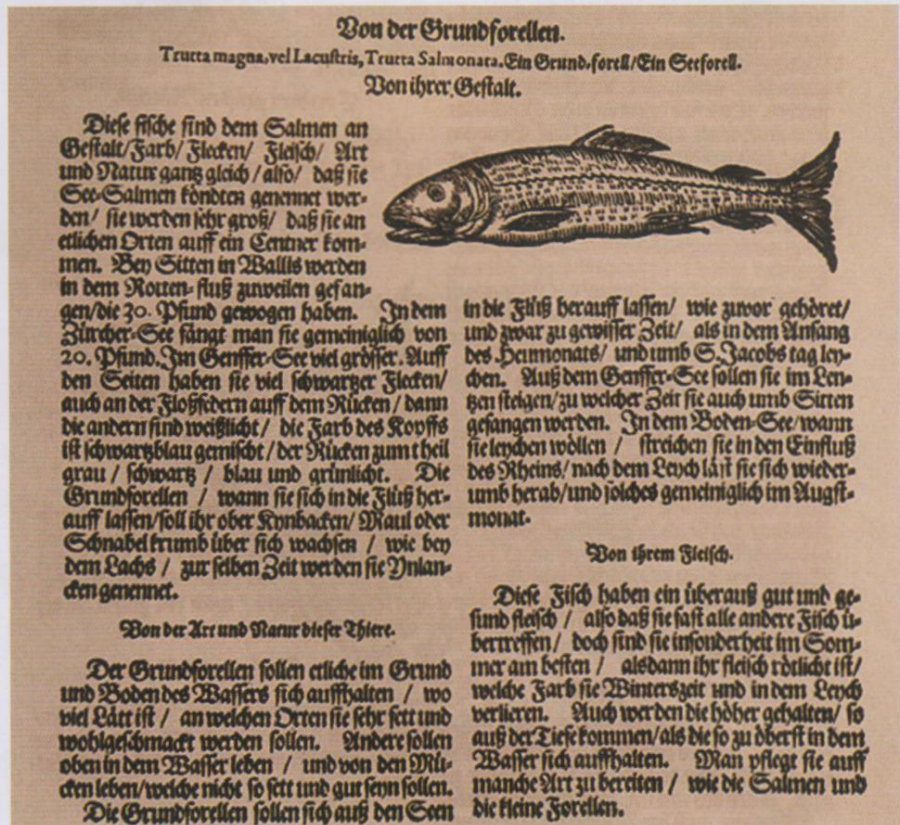 Von der Grundforellen.
Trutta magna, vel Lacustris, Trutta Salmonata. Ein Grund-forell/Ein Seeforell.
Von ihrer Gestalt.
Diese fische sind dem Salmen an
Gestalt/Farb/ Flecken/ Fleisch/ Art
und Natur gantz gleich / also/ daß sie
See-Salmen köndten genennet wer-
den/ sie werden sehr groß/ daß sie an
etlichen Orten auff ein Centner kom-
men. Bey Sitten in Wallis werden
in dem Rotten-fluß zuweilen gefan-
gen/die 30. Pfund gewogen haben. In dem
Zürcher-See fangt man sie gemeiniglich von
20. Pfund. Im Genffer-See viel grösser. Auff
den Seiten haben sie viel schwartzer Flecken/
auch an der Floßfedern auff dem Rücken / dann
die andern sind weißlicht / die Farb des Kopffs
ist schwartzblau gemischt / der Rücken zum theil
grau / schwartz / blau und grünlicht. Die
Grundforellen / wann sie sich in die Flüß her-
auff lassen/soll ihr ober Kynbacken/ Maul oder
Schnabel krumb über sich wachsen / wie bey
dem Lachs / zur selben Zeit werden sie Ynlan-
cken genennet.
Von der Art und Natur dieser Thiere.
Der Grundforellen sollen etliche im Grund
und Boden des Wassers sich auffhalten / wo
viel Lätt ist / an welchen Orten sie sehr fett und
wohlgeschmackt werden sollen. Andere sollen
oben in dem Wasser leben / und von den Mü-
cken leben/welche nicht so fett und gut seyn sollen.
Die Grundforellen sollen sich auß den Seen
in die Flüß herauff lassen/ wie zuvor gehöret/
und zwar zu gewisser Zeit/ als in dem Anfang
des Heumonats/ und umb S. Jacobs tag ley-
chen. Auß dem Genffer-See sollen sie im Len-
tzen steigen/zu welcher Zeit sie auch umb Sitten
gefangen werden. In dem Boden-See/wann
sie leychen wöllen / streichen sie in den Einfluß
des Rheins/ nach dem Leych läst sie sich wieder-
umb herab/und solches gemeiniglich im Augst-
monat.
Von ihrem Fleisch.
Diese Fisch haben ein überauß gut und ge-
sund fleisch / also daß sie fast alle andere Fisch ü-
bertreffen / doch sind sie insonderheit im Som-
mer am besten / alsdann ihr fleisch rötlicht ist/
welche Farb sie Winterszeit und in dem Leych
verlieren. Auch werden die höher gehalten/ so
auß der Tiefe kommen/als die so zu öberst in dem
Wasser sich auffhalten. Man pflegt sie auff
manche Art zu bereiten / wie die Salmen und
die kleine Forellen.